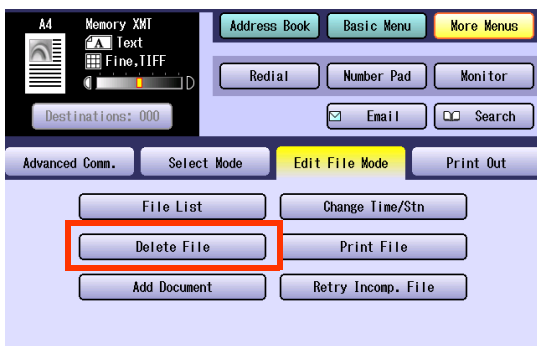 A4 Memory XMT
A Text
Fine,TIFF
D
Destinations: 000
Address Book Basic Menu More Menus
Redial Number Pad Monitor
Email Search
Advanced Comm. Select Mode Edit File Mode Print Out
File List Change Time/Stn
Delete File Print File
Add Document Retry Incomp. File